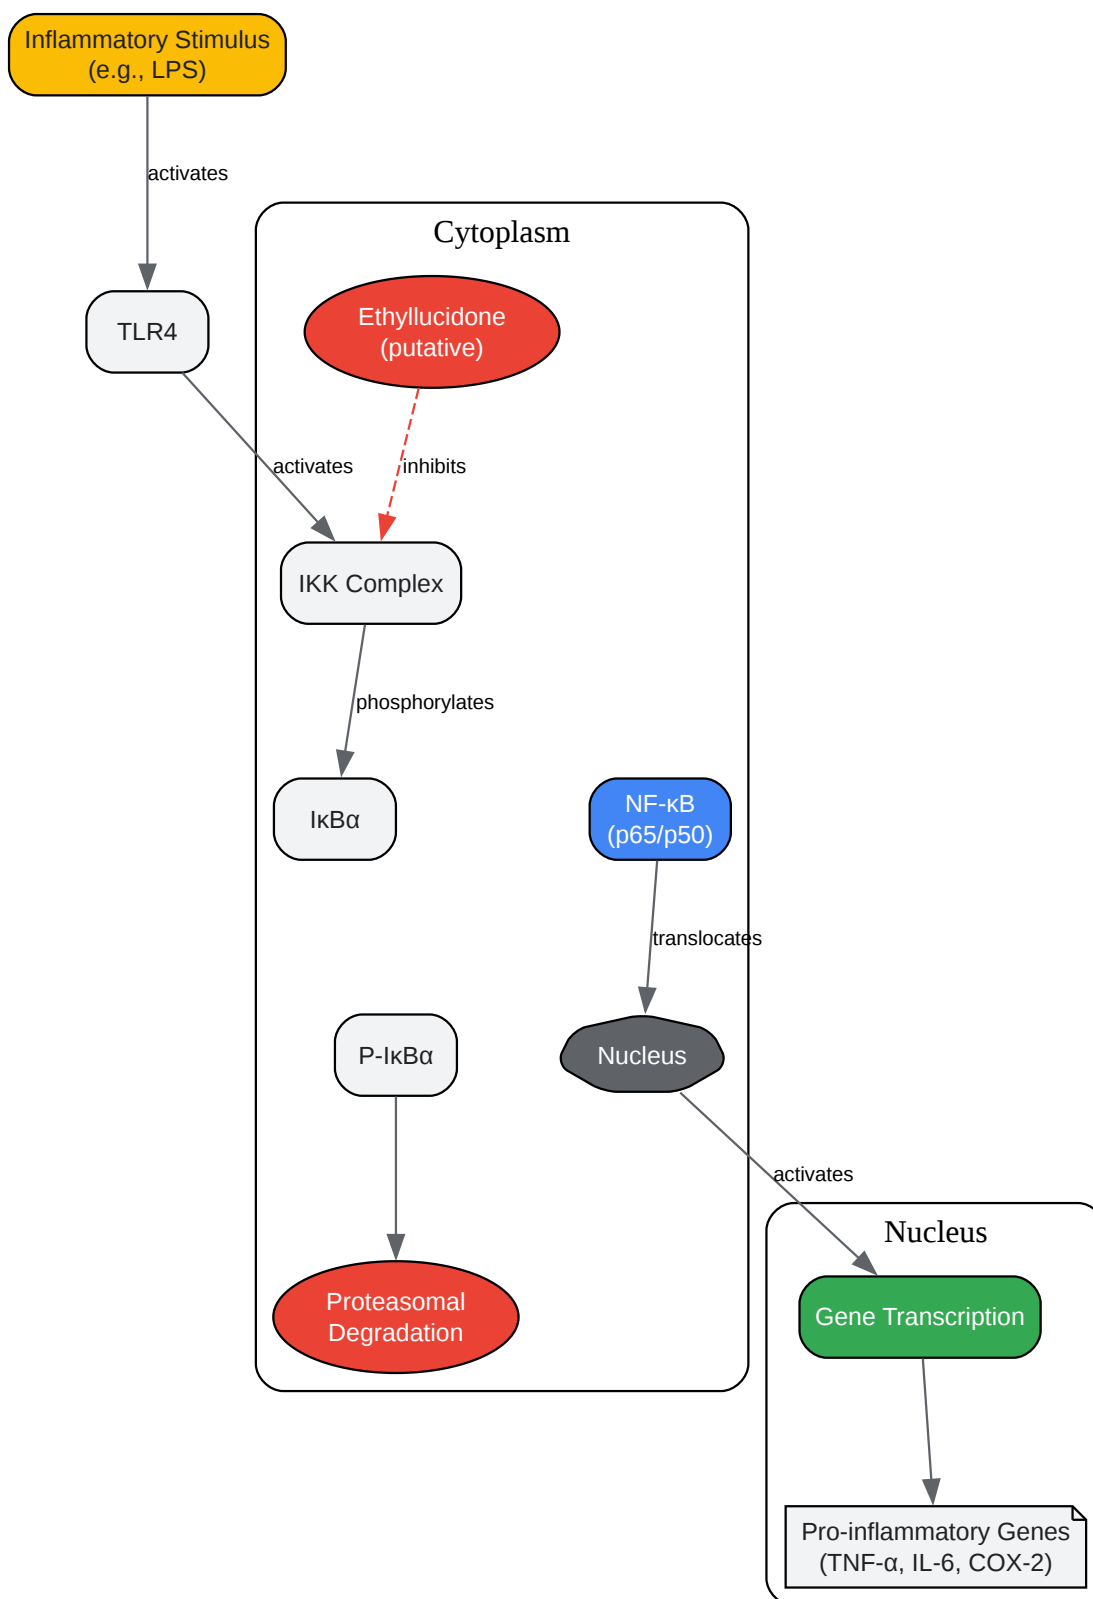 Inflammatory Stimulus
(e.g., LPS)
activates
Cytoplasm
TLR4
Ethyllucidone
(putative)
activates
inhibits
IKK Complex
phosphorylates
IκBα
NF-κB
(p65/p50)
translocates
P-IκBα
Nucleus
activates
Nucleus
Proteasomal
Degradation
Gene Transcription
Pro-inflammatory Genes
(TNF-α, IL-6, COX-2)